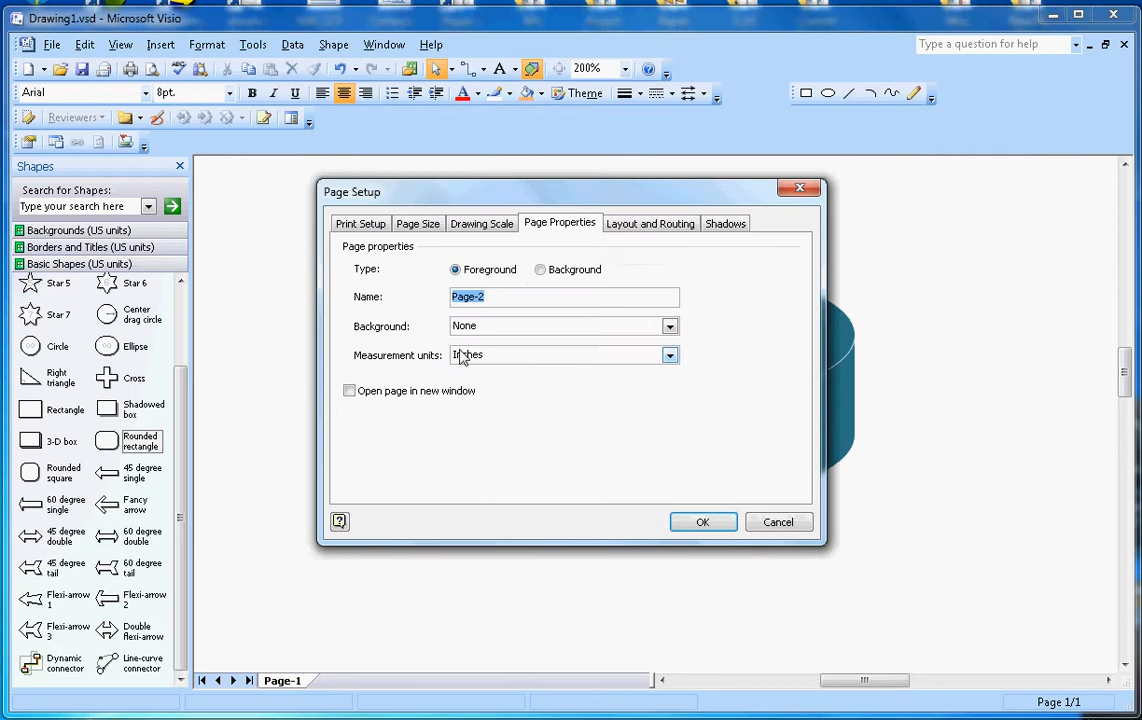 Drawing1.vsd - Microsoft Visio
File Edit View Insert Format Tools Data Shape Window Help
Type a question for help
200%
Arial 8pt. B I U A Theme
Reviewers
Shapes
Search for Shapes:
Type your search here
Backgrounds (US units)
Borders and Titles (US units)
Basic Shapes (US units)
Star 5 Star 6
Star 7 Center drag circle
Circle Ellipse
Right triangle Cross
Rectangle Shadowed box
3-D box Rounded rectangle
Rounded square 45 degree single
60 degree single Fancy arrow
45 degree double 60 degree double
45 degree tail 60 degree tail
Flexi-arrow 1 Flexi-arrow 2
Flexi-arrow 3 Double flexi-arrow
Dynamic connector Line-curve connector
Page Setup
Print Setup Page Size Drawing Scale Page Properties Layout and Routing Shadows
Page properties
Type: Foreground Background
Name: Page-2
Background: None
Measurement units: Inches
Open page in new window
OK Cancel
Page-1
Page 1/1